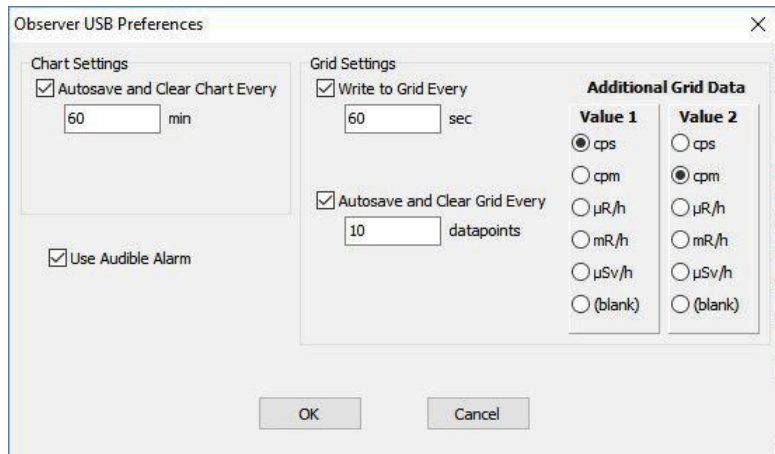 Observer USB Preferences
Chart Settings
Autosave and Clear Chart Every
60 min
Use Audible Alarm
Grid Settings
Write to Grid Every
60 sec
Autosave and Clear Grid Every
10 datapoints
Additional Grid Data
Value 1
cps
cpm
µR/h
mR/h
µSv/h
(blank)
Value 2
cps
cpm
µR/h
mR/h
µSv/h
(blank)
OK
Cancel